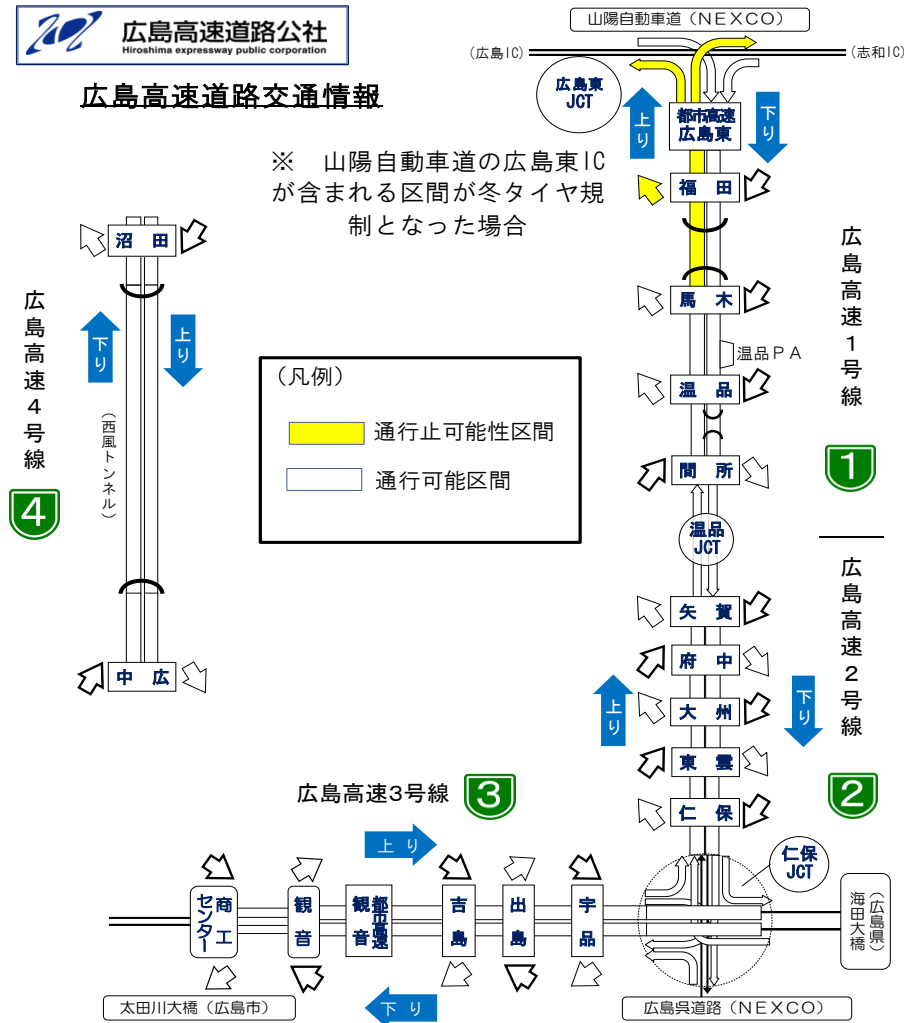 広島高速道路公社
Hiroshima expressway public corporation
広島高速道路交通情報
山陽自動車道（NEXCO）
（広島IC）
（志和IC）
広島東
JCT
上り
都市高速
広島東
下り
※　山陽自動車道の広島東IC
が含まれる区間が冬タイヤ規
制となった場合
福　田
沼　田
馬　木
温品ＰＡ
温　品
間　所
広島高速１号線
1
広島高速４号線
4
下り
上り
（西風トンネル）
中　広
（凡例）
通行止可能性区間
通行可能区間
温品
JCT
矢　賀
府　中
大　州
東　雲
仁　保
上り
下り
広島高速２号線
2
広島高速3号線
3
上　り
仁保
JCT
商工
センター
観音
都市高速
観音
吉島
出島
宇品
（広島県）
海田大橋
太田川大橋（広島市）
下　り
広島呉道路（NEXCO）